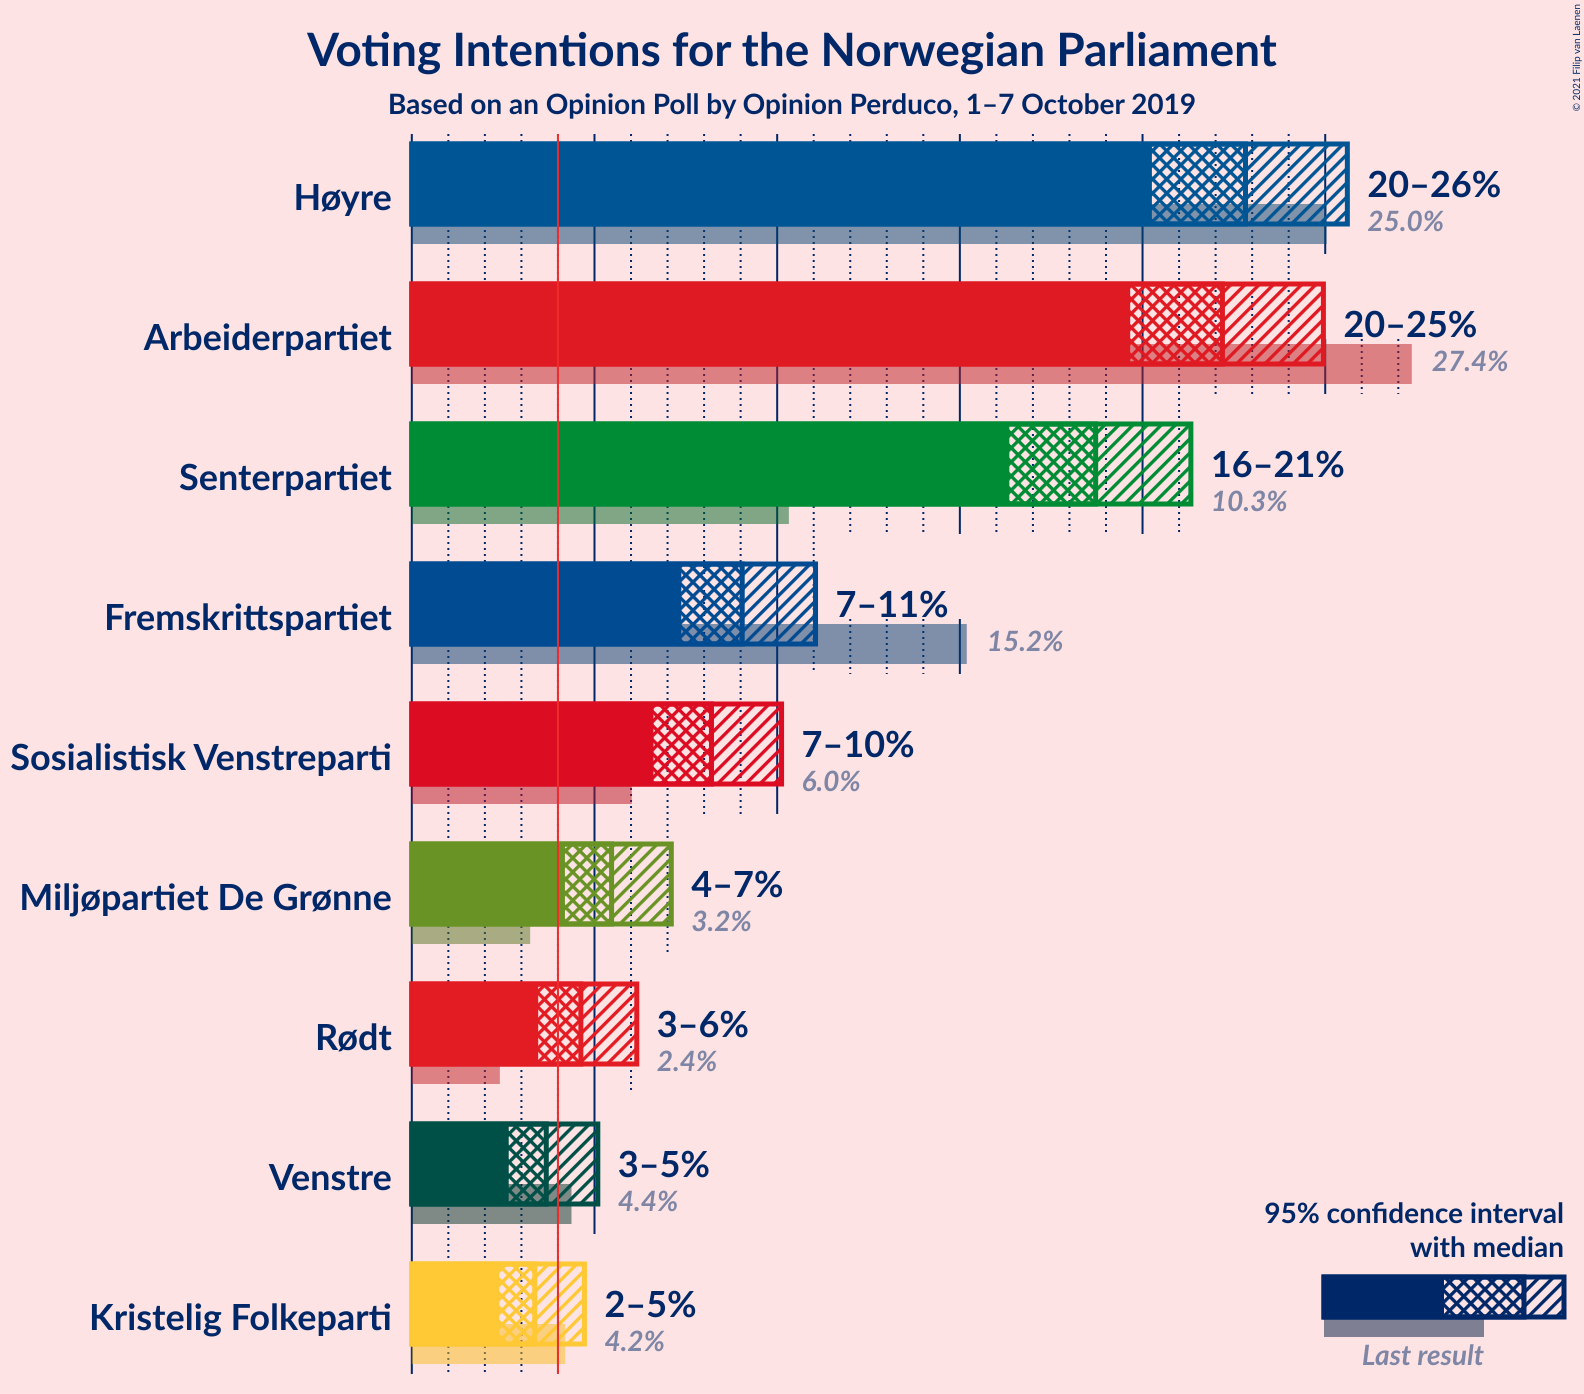 Voting Intentions for the Norwegian Parliament
Based on an Opinion Poll by Opinion Perduco, 1–7 October 2019
© 2021 Filip van Laenen
Høyre
20–26%
25.0%
Arbeiderpartiet
20–25%
27.4%
Senterpartiet
16–21%
10.3%
Fremskrittspartiet
7–11%
15.2%
Sosialistisk Venstreparti
7–10%
6.0%
Miljøpartiet De Grønne
4–7%
3.2%
Rødt
3–6%
2.4%
Venstre
3–5%
4.4%
Kristelig Folkeparti
2–5%
4.2%
95% confidence interval
with median
Last result